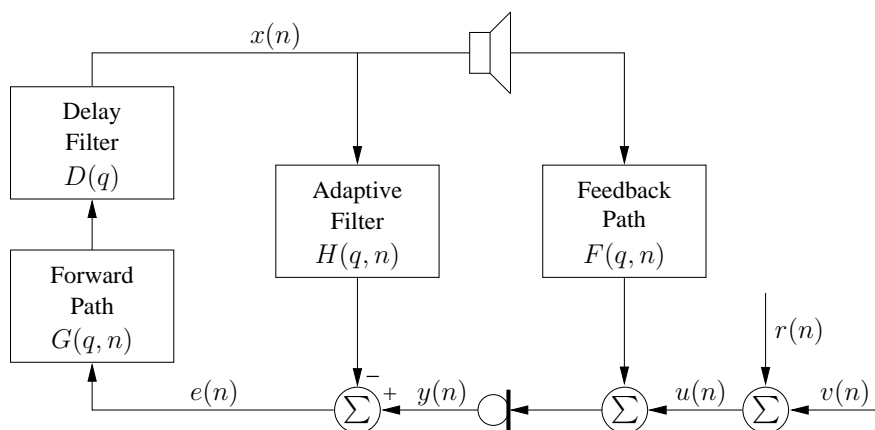 x(n)
Delay
Filter
D(q)
Adaptive
Filter
H(q, n)
Feedback
Path
F(q, n)
Forward
Path
G(q, n)
r(n)
e(n)
−
+
y(n)
u(n)
v(n)
Σ
Σ
Σ